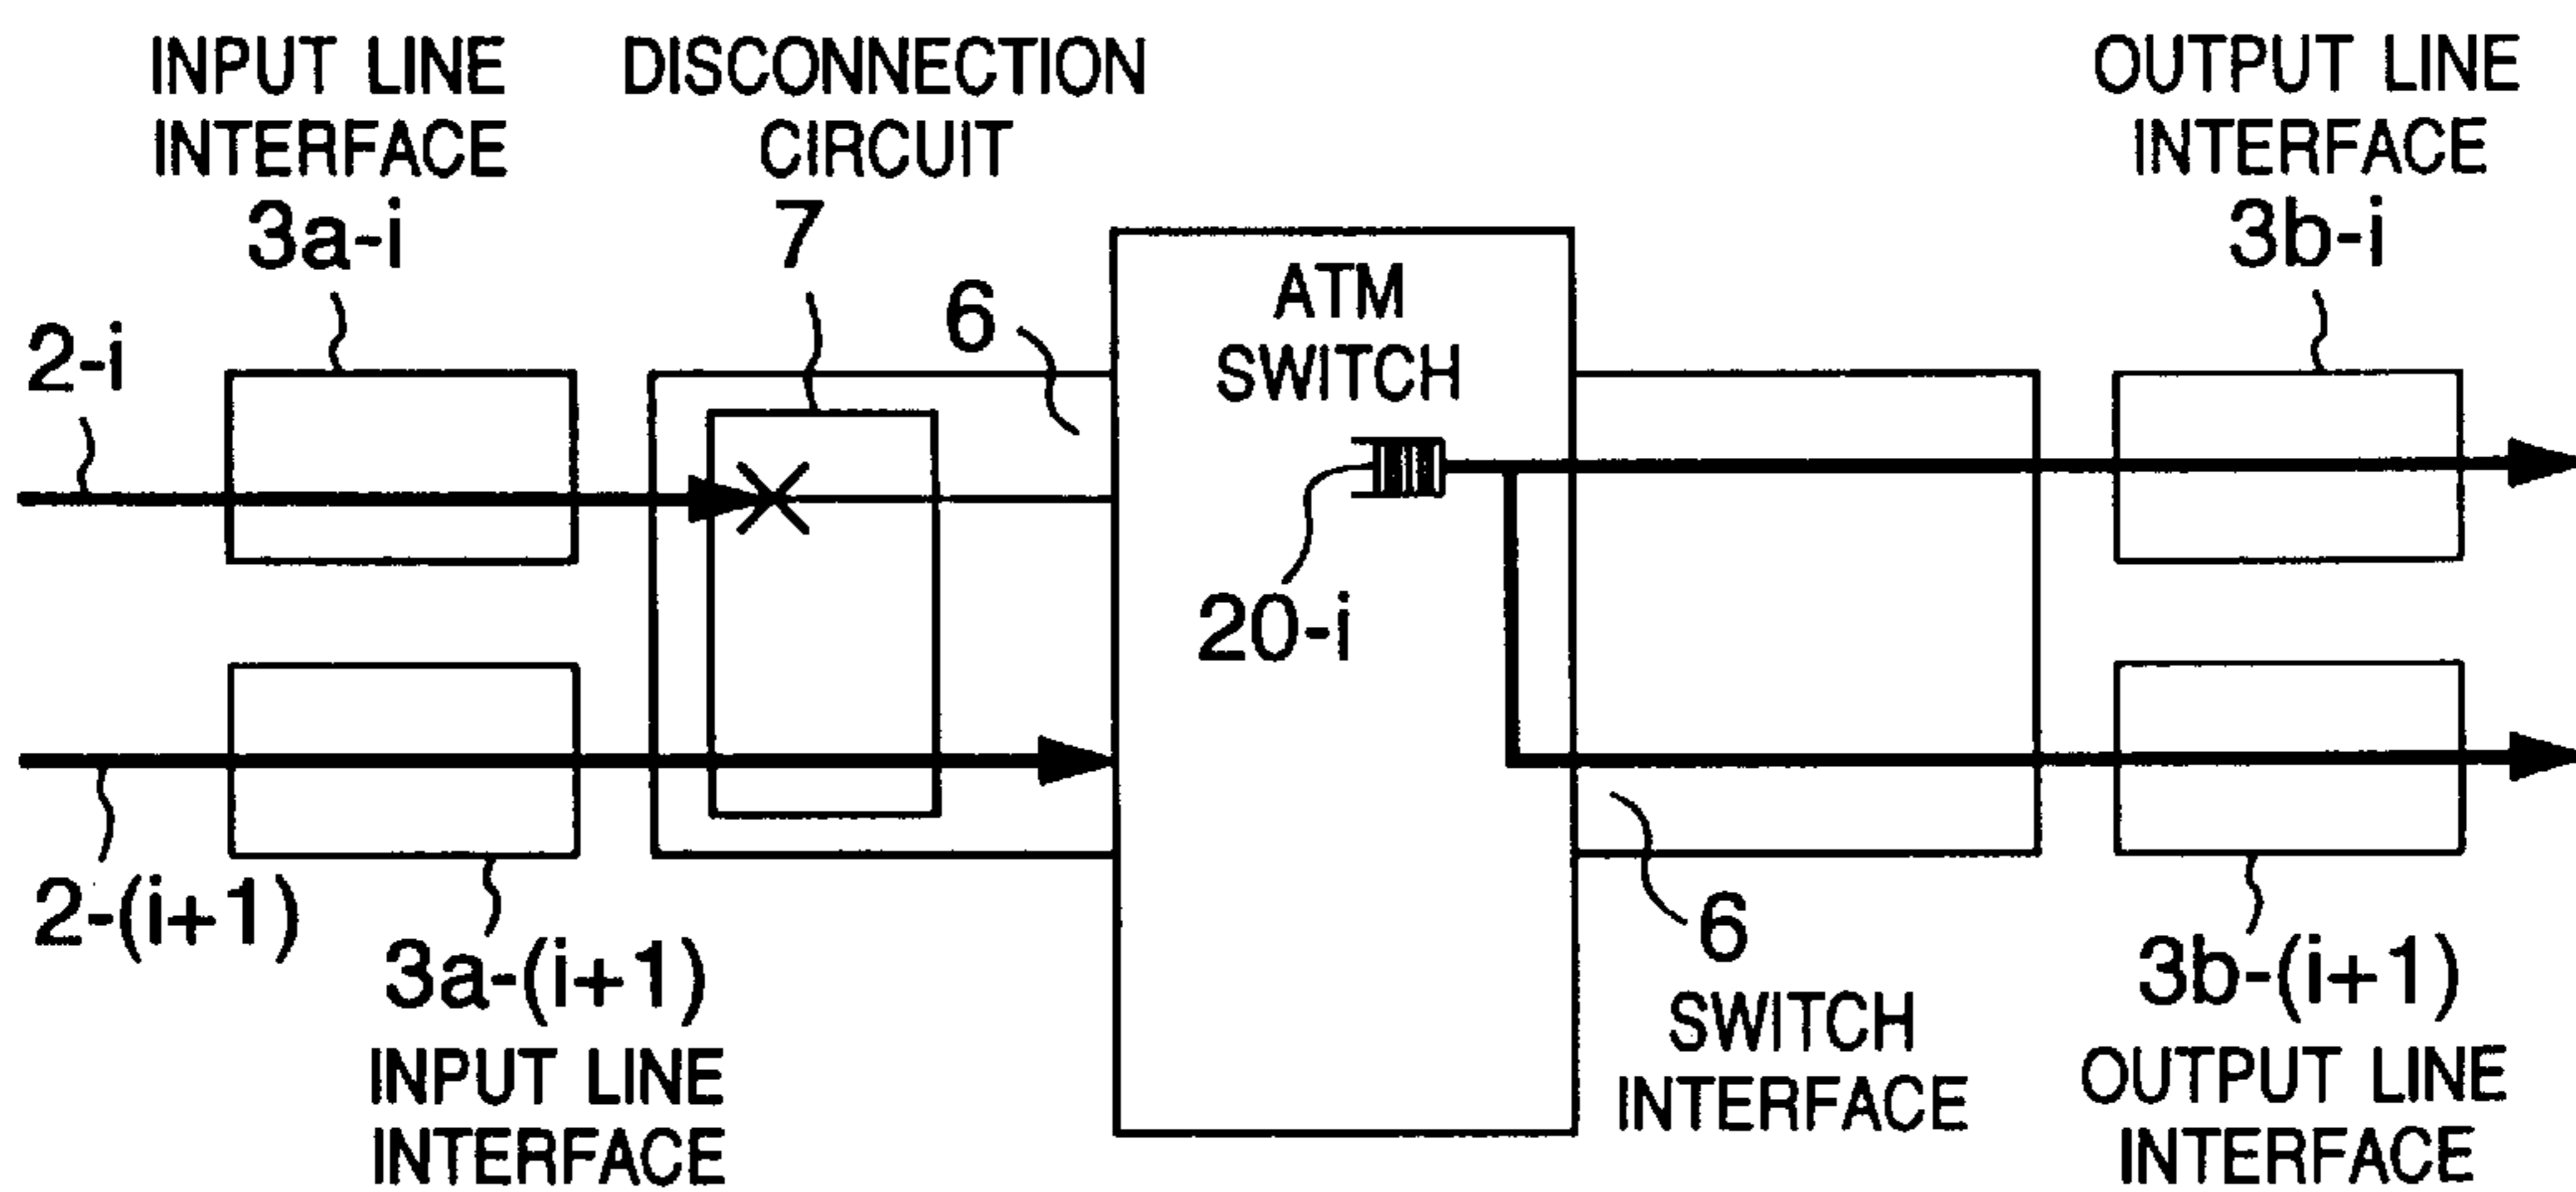 INPUT LINE
INTERFACE
3a-i
DISCONNECTION
CIRCUIT
7
6
ATM
SWITCH
OUTPUT LINE
INTERFACE
3b-i
2-i
20-i
2-(i+1)
3a-(i+1)
INPUT LINE
INTERFACE
6
SWITCH
INTERFACE
3b-(i+1)
OUTPUT LINE
INTERFACE